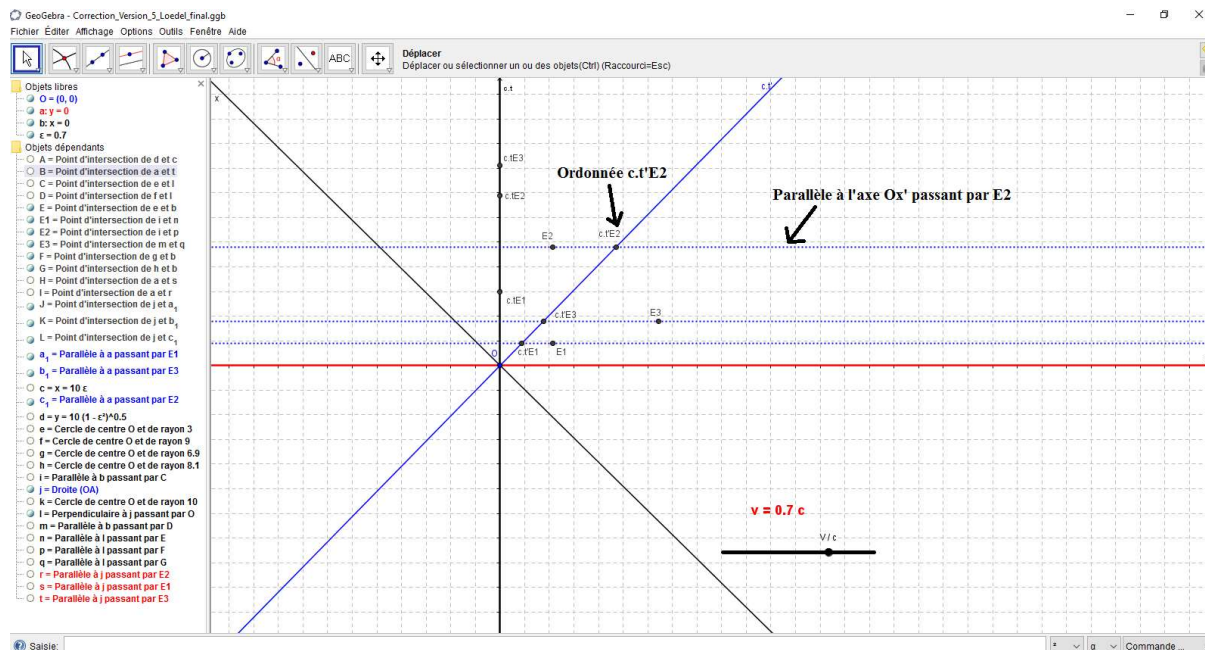 GeoGebra - Correction_Version_5_Loedel_final.ggb
Fichier Éditer Affichage Options Outils Fenêtre Aide
ABC
Déplacer
Déplacer ou sélectionner un ou des objets(Ctrl) (Raccourci=Esc)
Objets libres
O = (0, 0)
a: y = 0
b: x = 0
ε = 0.7
Objets dépendants
A = Point d'intersection de d et c
B = Point d'intersection de a et t
C = Point d'intersection de e et l
D = Point d'intersection de f et l
E = Point d'intersection de e et b
E1 = Point d'intersection de i et n
E2 = Point d'intersection de i et p
E3 = Point d'intersection de m et q
F = Point d'intersection de g et b
G = Point d'intersection de h et b
H = Point d'intersection de a et s
I = Point d'intersection de a et r
J = Point d'intersection de j et a₁
K = Point d'intersection de j et b₁
L = Point d'intersection de j et c₁
a₁ = Parallèle à a passant par E1
b₁ = Parallèle à a passant par E3
c = x = 10 ε
c₁ = Parallèle à a passant par E2
d = y = 10 (1 - ε²)^0.5
e = Cercle de centre O et de rayon 3
f = Cercle de centre O et de rayon 9
g = Cercle de centre O et de rayon 6.9
h = Cercle de centre O et de rayon 8.1
i = Parallèle à b passant par C
j = Droite (OA)
k = Cercle de centre O et de rayon 10
l = Perpendiculaire à j passant par O
m = Parallèle à b passant par D
n = Parallèle à l passant par E
p = Parallèle à l passant par F
q = Parallèle à l passant par G
r = Parallèle à j passant par E2
s = Parallèle à j passant par E1
t = Parallèle à j passant par E3
x
c.t
c.t'
c.tE3
Ordonnée c.t'E2
c.tE2
Parallèle à l'axe Ox' passant par E2
E2
c.t'E2
c.tE1
c.t'E3
E3
O
c.t'E1
E1
v = 0.7 c
V / c
Saisie:
²
α
Commande ...